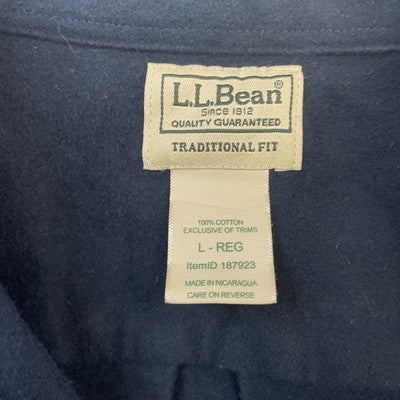 L.L.Bean
Since 1912
QUALITY GUARANTEED
TRADITIONAL FIT
100% COTTON
EXCLUSIVE OF TRIMS
L - REG
ItemID 187923
MADE IN NICARAGUA
CARE ON REVERSE